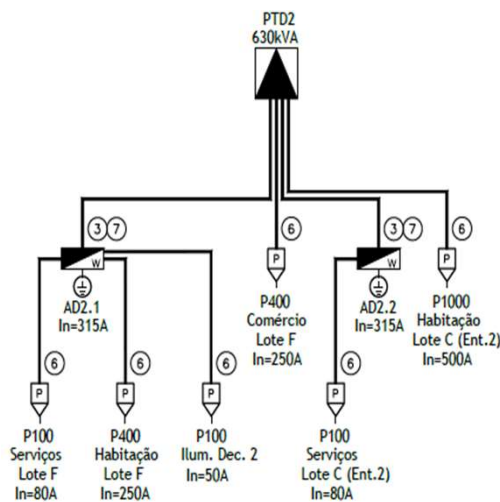 PTD2
630kVA
3 7
6
3 7
6
W
P
W
P
AD2.1
In=315A
P400
Comércio
Lote F
In=250A
AD2.2
In=315A
P1000
Habitação
Lote C (Ent.2)
In=500A
6
6
6
6
P
P
P
P
P100
Serviços
Lote F
In=80A
P400
Habitação
Lote F
In=250A
P100
Ilum. Dec. 2
In=50A
P100
Serviços
Lote C (Ent.2)
In=80A